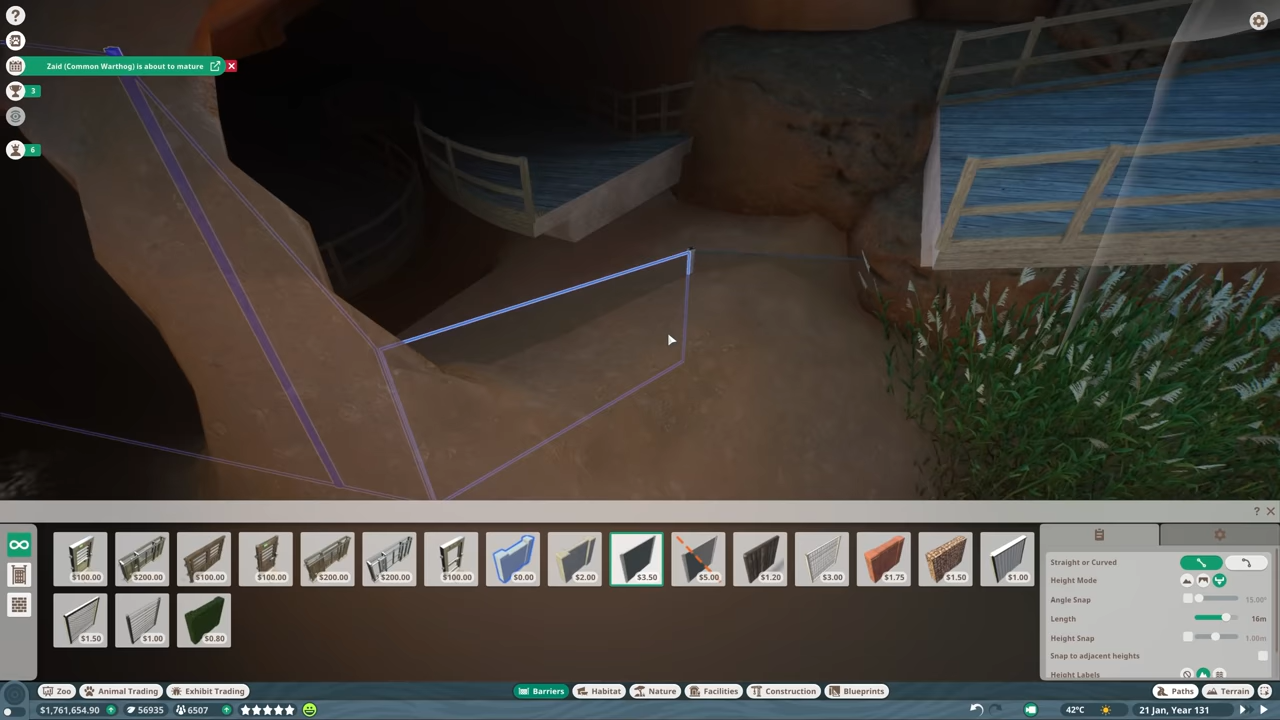 ?
Zaid (Common Warthog) is about to mature
3
6
?
$100.00 $200.00 $100.00 $100.00 $200.00 $200.00 $100.00 $0.00 $2.00 $3.50 $5.00 $1.20 $3.00 $1.75 $1.50 $1.00
$1.50 $1.00 $0.80
Straight or Curved
Height Mode
Angle Snap 15.00°
Length 16m
Height Snap 1.00m
Snap to adjacent heights
Height Labels
Zoo Animal Trading Exhibit Trading Barriers Habitat Nature Facilities Construction Blueprints Paths Terrain
$1,761,654.90 56935 6507 42°C 21 Jan, Year 131